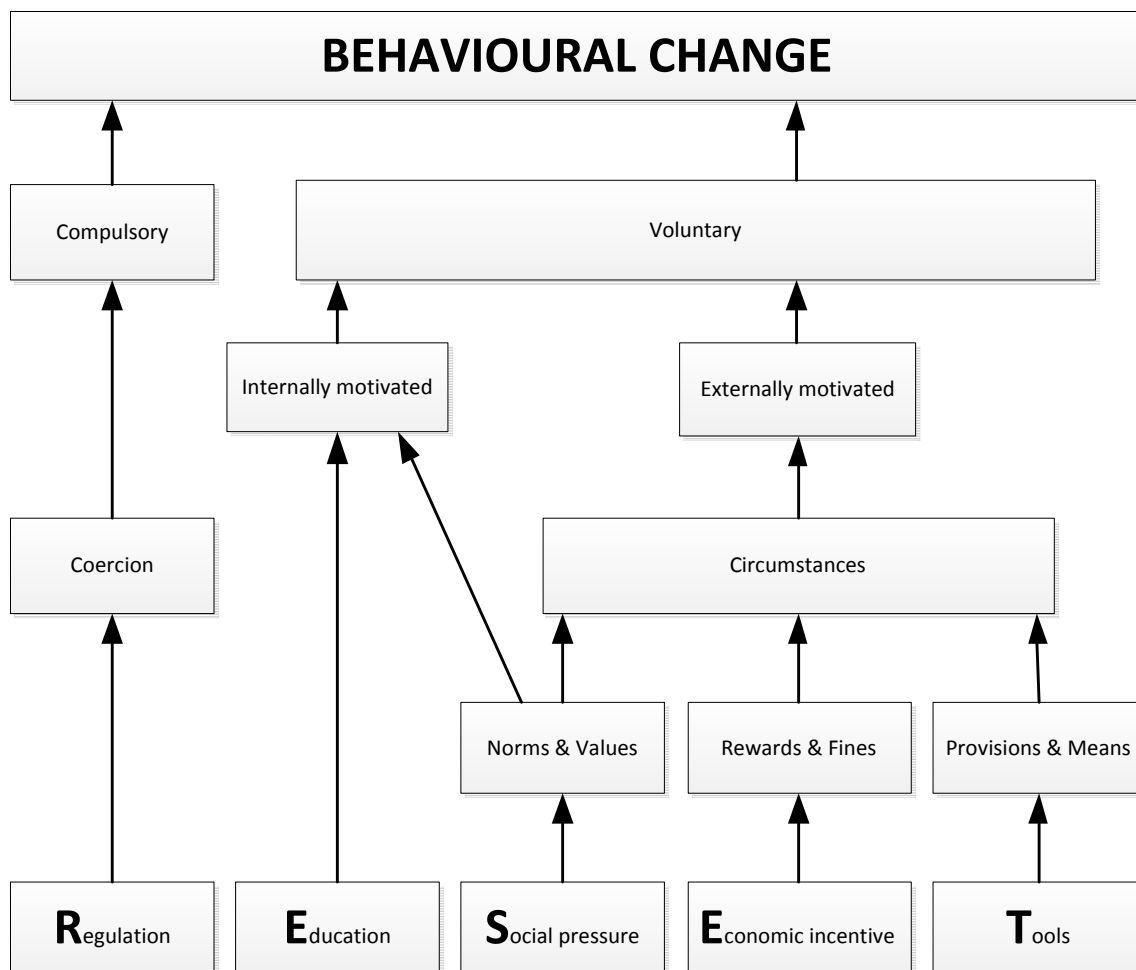 BEHAVIOURAL CHANGE
Compulsory
Voluntary
Internally motivated
Externally motivated
Coercion
Circumstances
Norms & Values
Rewards & Fines
Provisions & Means
Regulation
Education
Social pressure
Economic incentive
Tools